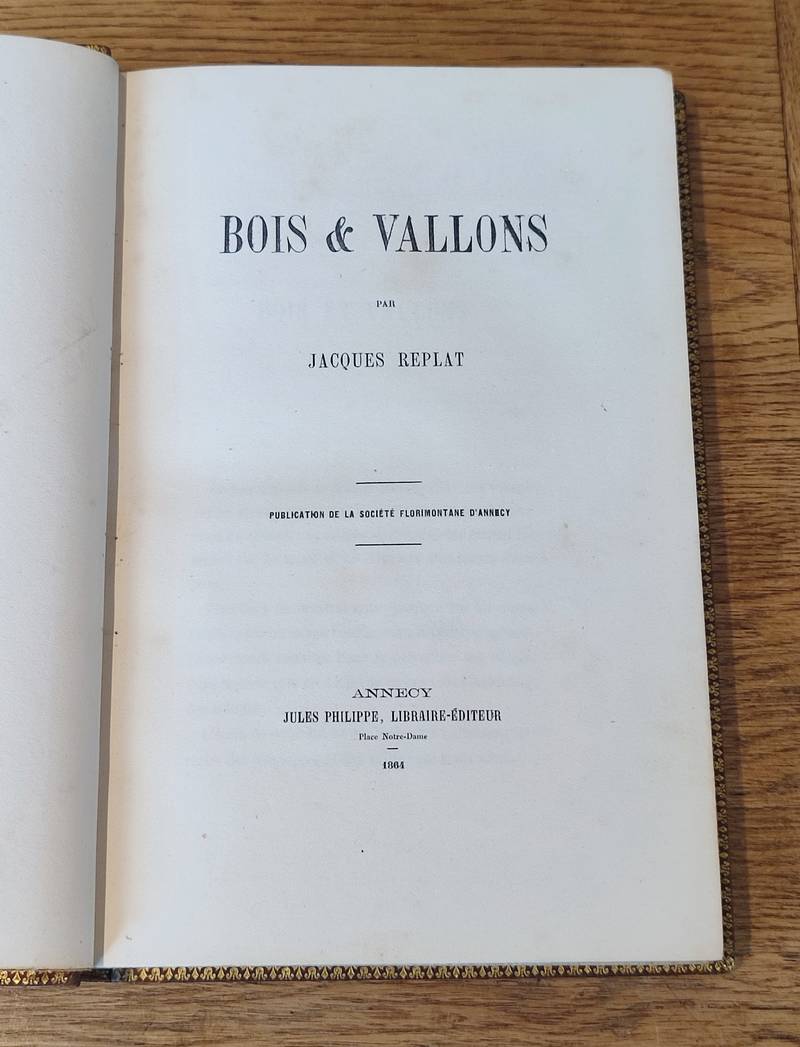 BOIS & VALLONS
PAR
JACQUES REPLAT
PUBLICATION DE LA SOCIÉTÉ FLORIMONTANE D'ANNECY
ANNECY
JULES PHILIPPE, LIBRAIRE-ÉDITEUR
Place Notre-Dame
1864